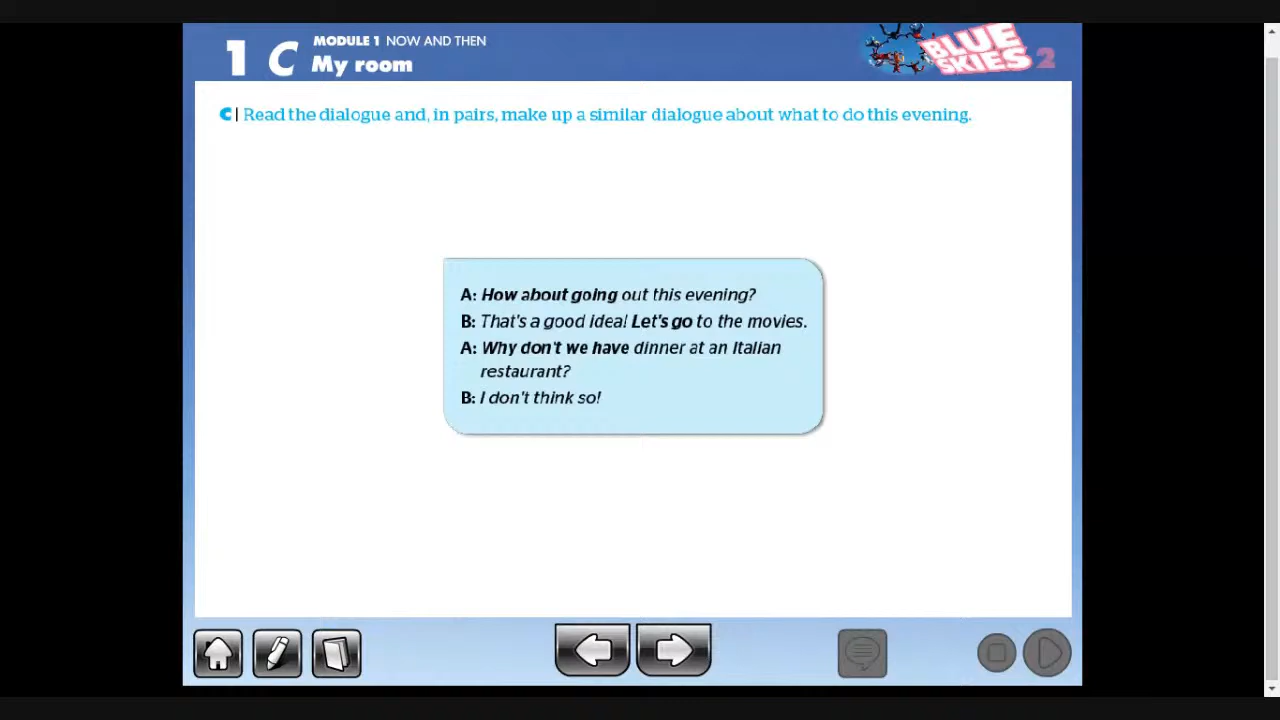 1 C
MODULE 1 NOW AND THEN
My room
BLUE
SKIES 2
C| Read the dialogue and, in pairs, make up a similar dialogue about what to do this evening.
A: How about going out this evening?
B: That's a good idea! Let's go to the movies.
A: Why don't we have dinner at an Italian
restaurant?
B: I don't think so!